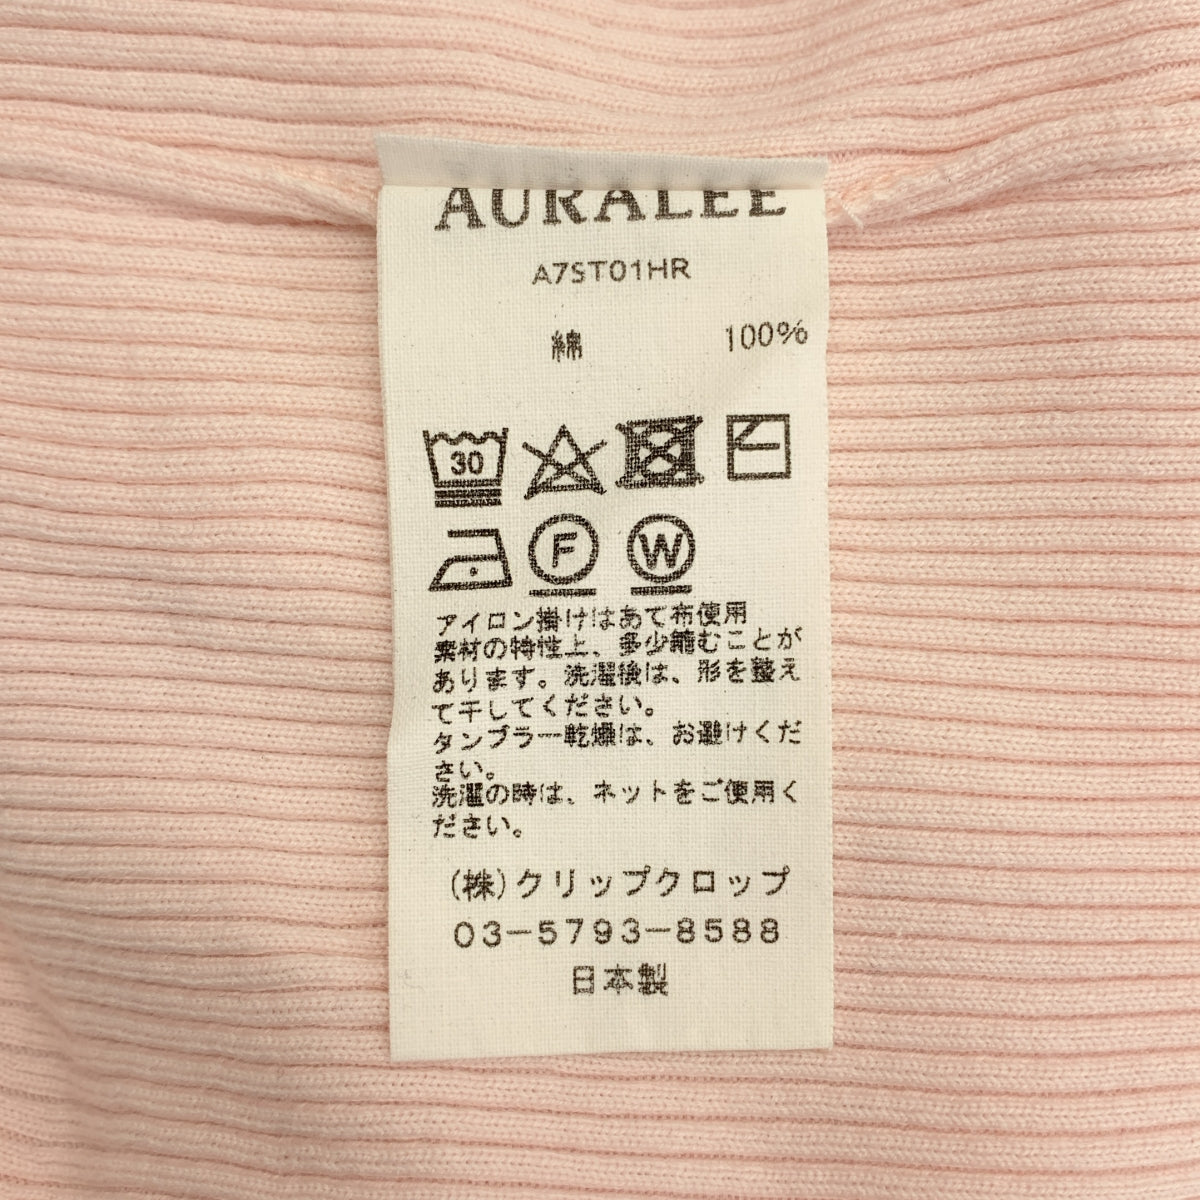 AURALEE
A7ST01HR
綿 100%
30
F W
アイロン掛けはあて布使用
素材の特性上、多少縮むことが
あります。洗濯後は、形を整え
て干してください。
タンブラー乾燥は、お避けくだ
さい。
洗濯の時は、ネットをご使用く
ださい。
(株)クリップクロップ
03-5793-8588
日本製